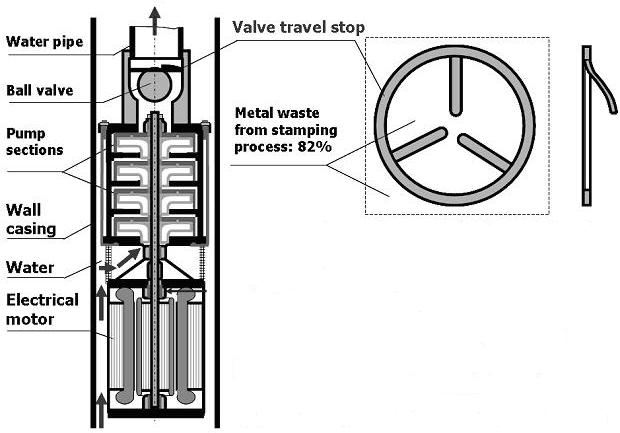 Water pipe
Ball valve
Pump
sections
Wall
casing
Water
Electrical
motor
Valve travel stop
Metal waste
from stamping
process: 82%